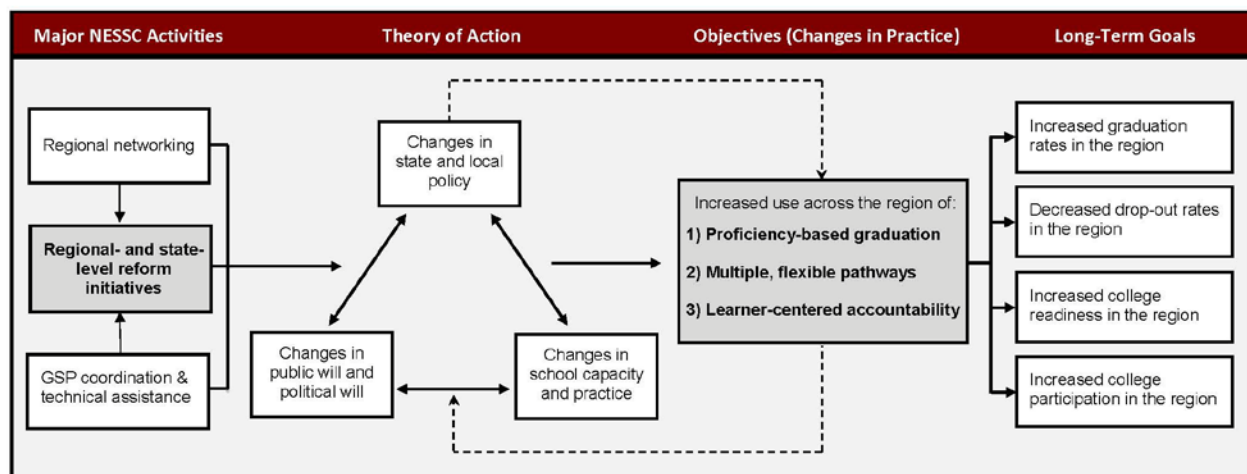 Major NESSC Activities
Theory of Action
Objectives (Changes in Practice)
Long-Term Goals
Regional networking
Regional- and state-
level reform
initiatives
GSP coordination &
technical assistance
Changes in
state and local
policy
Changes in
public will and
political will
Changes in
school capacity
and practice
Increased use across the region of:
1) Proficiency-based graduation
2) Multiple, flexible pathways
3) Learner-centered accountability
Increased graduation
rates in the region
Decreased drop-out rates
in the region
Increased college
readiness in the region
Increased college
participation in the region